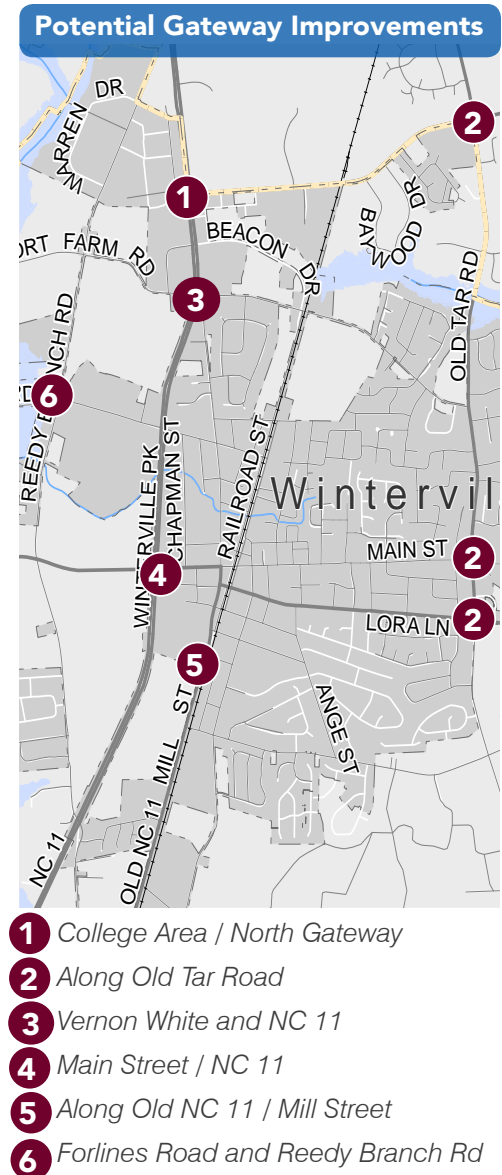 Potential Gateway Improvements
WARREN DR
2
1
BEACON DR
BAYWOOD DR
ORT FARM RD
3
OLD TAR RD
6
REEDY BRANCH RD
WINTERVILLE PK
CHAPMAN ST
RAILROAD ST
Wintervil
MAIN ST
2
4
LORA LN
2
5
ANGE ST
OLD NC 11 MILL ST
NC 11
1 College Area / North Gateway
2 Along Old Tar Road
3 Vernon White and NC 11
4 Main Street / NC 11
5 Along Old NC 11 / Mill Street
6 Forlines Road and Reedy Branch Rd